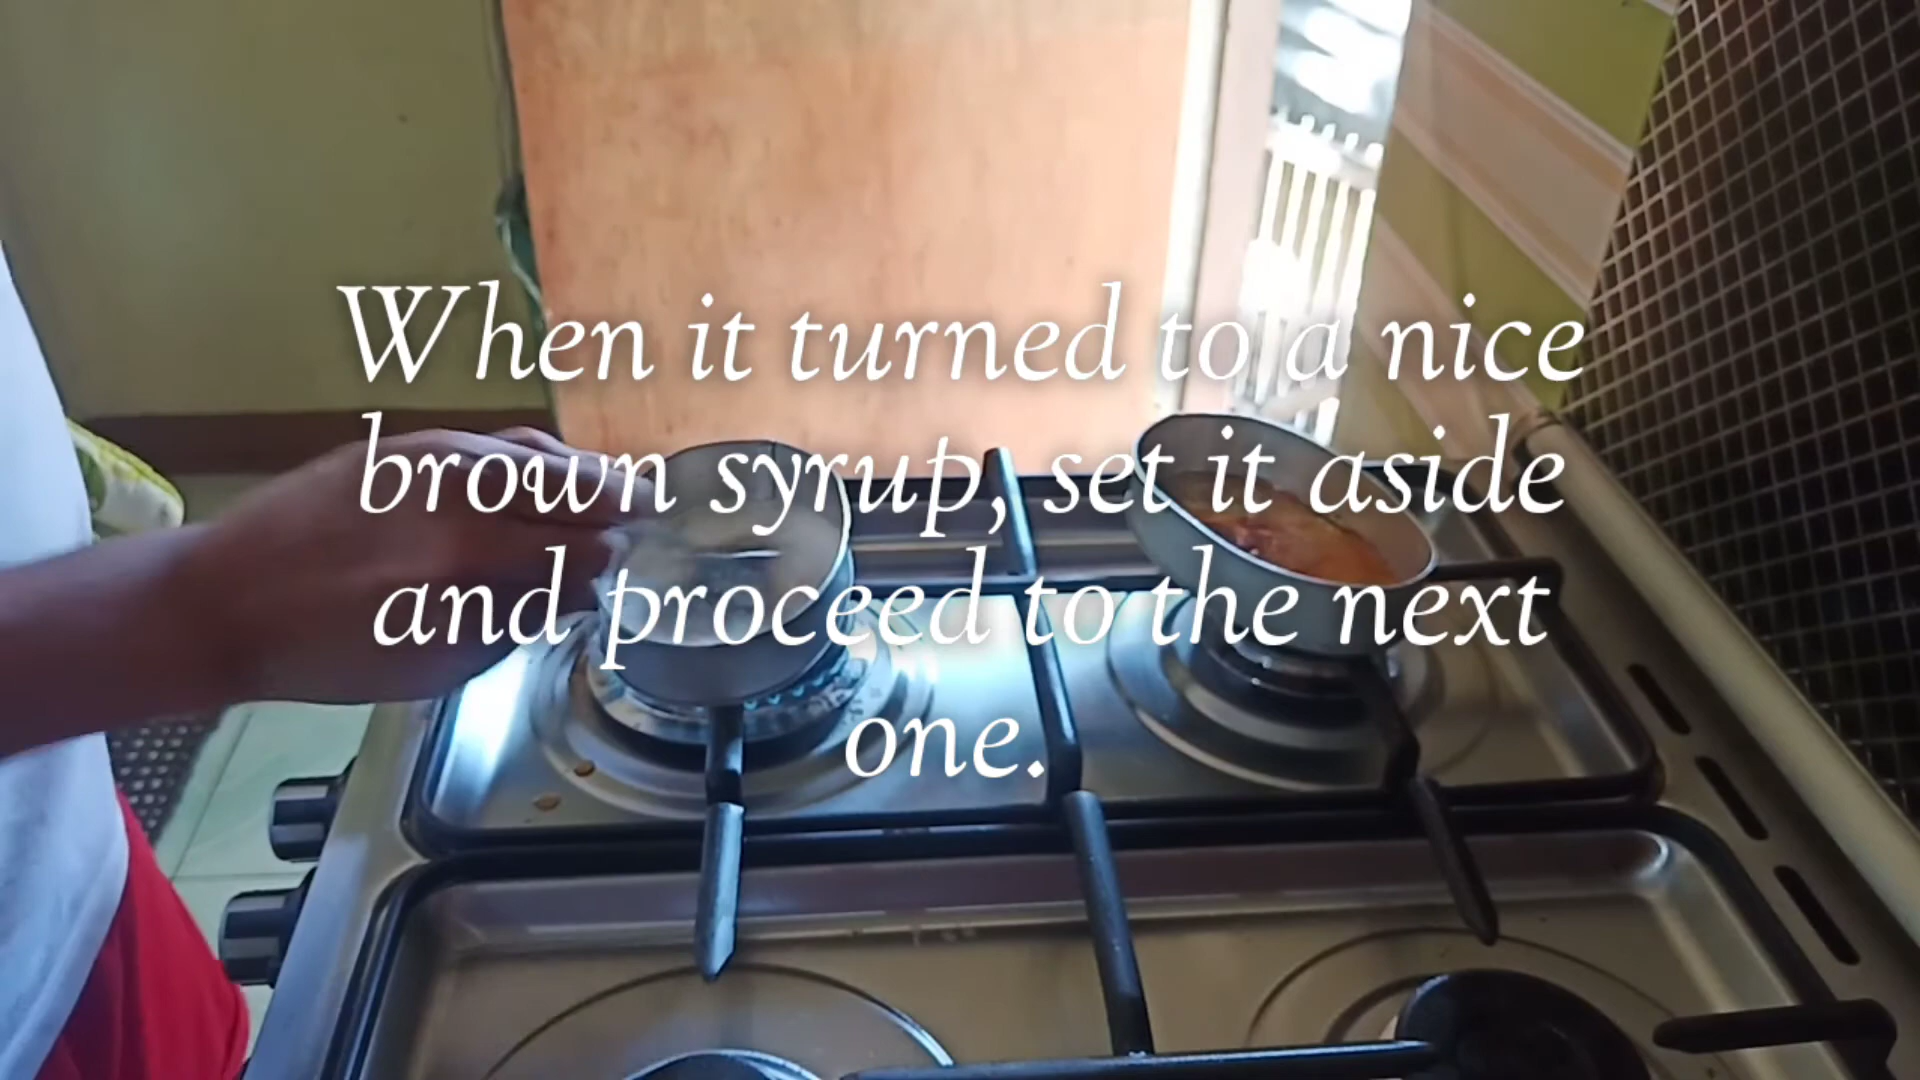 When it turned to a nice
brown syrup, set it aside
and proceed to the next
one.